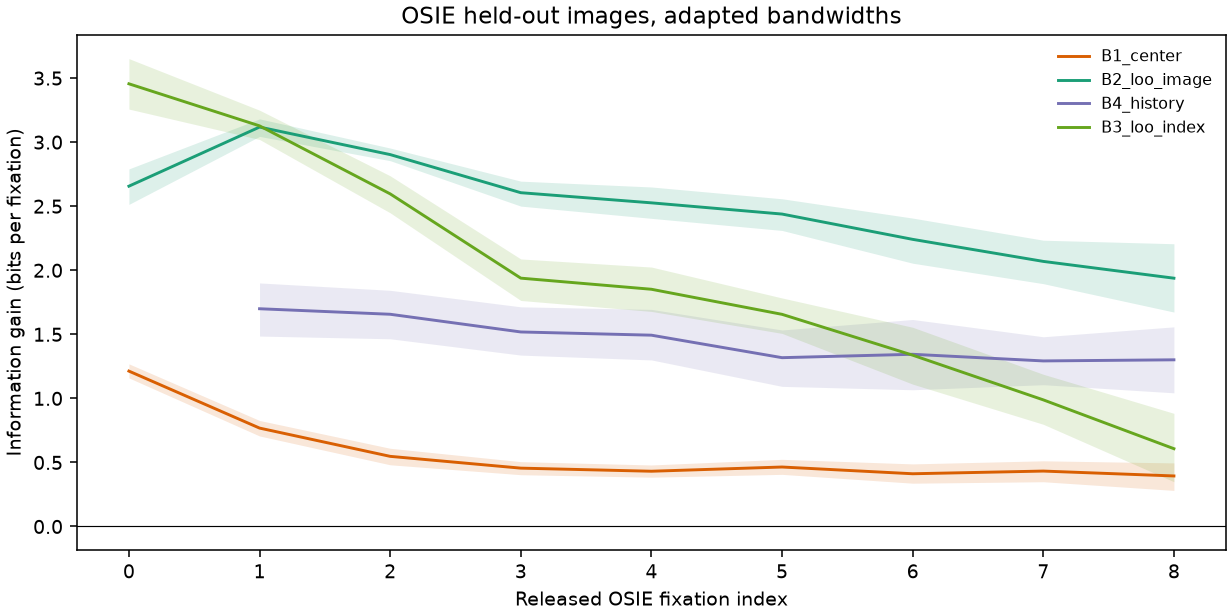 OSIE held-out images, adapted bandwidths
B1_center
B2_loo_image
B4_history
B3_loo_index
Information gain (bits per fixation)
3.5
3.0
2.5
2.0
1.5
1.0
0.5
0.0
0 1 2 3 4 5 6 7 8
Released OSIE fixation index